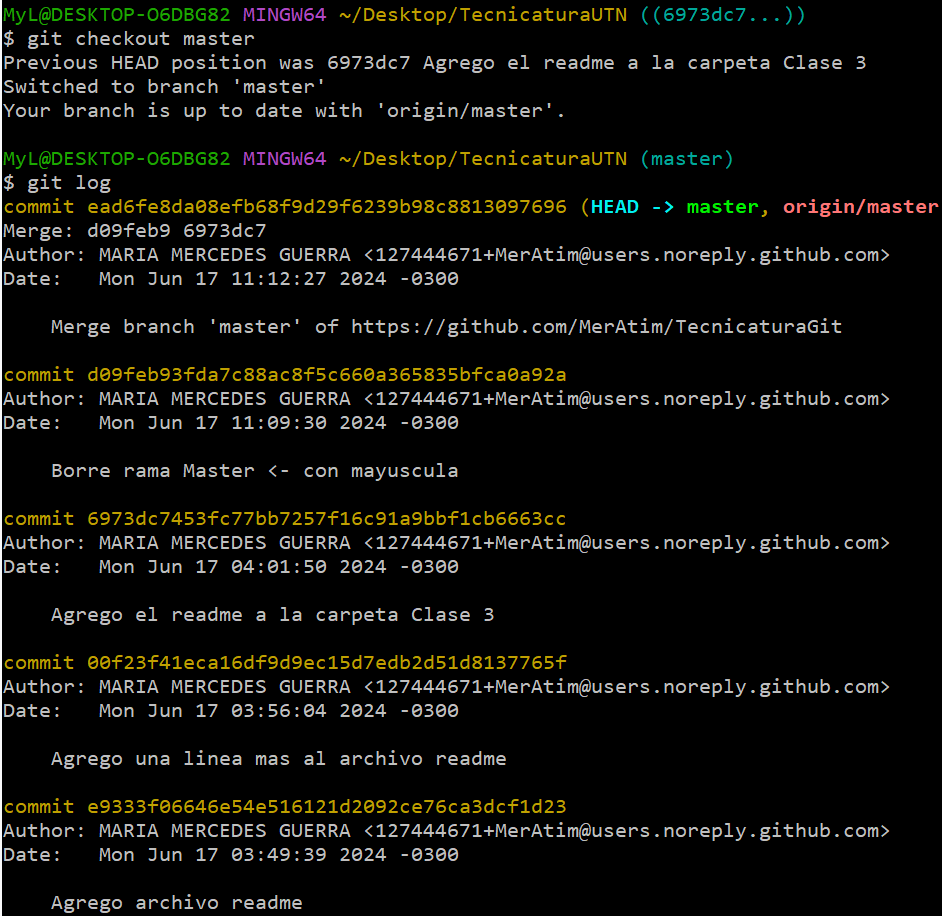 MyL@DESKTOP-O6DBG82 MINGW64 ~/Desktop/TecnicaturaUTN ((6973dc7...))
$ git checkout master
Previous HEAD position was 6973dc7 Agrego el readme a la carpeta Clase 3
Switched to branch 'master'
Your branch is up to date with 'origin/master'.
MyL@DESKTOP-O6DBG82 MINGW64 ~/Desktop/TecnicaturaUTN (master)
$ git log
commit ead6fe8da08efb68f9d29f6239b98c8813097696 (HEAD -> master, origin/master
Merge: d09feb9 6973dc7
Author: MARIA MERCEDES GUERRA <127444671+MerAtim@users.noreply.github.com>
Date:   Mon Jun 17 11:12:27 2024 -0300
Merge branch 'master' of https://github.com/MerAtim/TecnicaturaGit
commit d09feb93fda7c88ac8f5c660a365835bfca0a92a
Author: MARIA MERCEDES GUERRA <127444671+MerAtim@users.noreply.github.com>
Date:   Mon Jun 17 11:09:30 2024 -0300
Borre rama Master <- con mayuscula
commit 6973dc7453fc77bb7257f16c91a9bbf1cb6663cc
Author: MARIA MERCEDES GUERRA <127444671+MerAtim@users.noreply.github.com>
Date:   Mon Jun 17 04:01:50 2024 -0300
Agrego el readme a la carpeta Clase 3
commit 00f23f41eca16df9d9ec15d7edb2d51d8137765f
Author: MARIA MERCEDES GUERRA <127444671+MerAtim@users.noreply.github.com>
Date:   Mon Jun 17 03:56:04 2024 -0300
Agrego una linea mas al archivo readme
commit e9333f06646e54e516121d2092ce76ca3dcf1d23
Author: MARIA MERCEDES GUERRA <127444671+MerAtim@users.noreply.github.com>
Date:   Mon Jun 17 03:49:39 2024 -0300
Agrego archivo readme